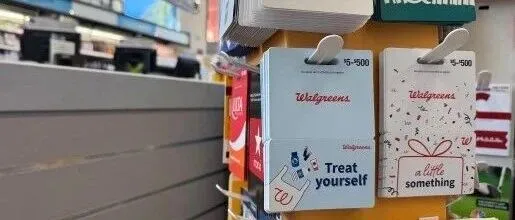 $5-$500
Walgreens
Walgreens
Treat
yourself
$5-$500
Walgreens
a little
something